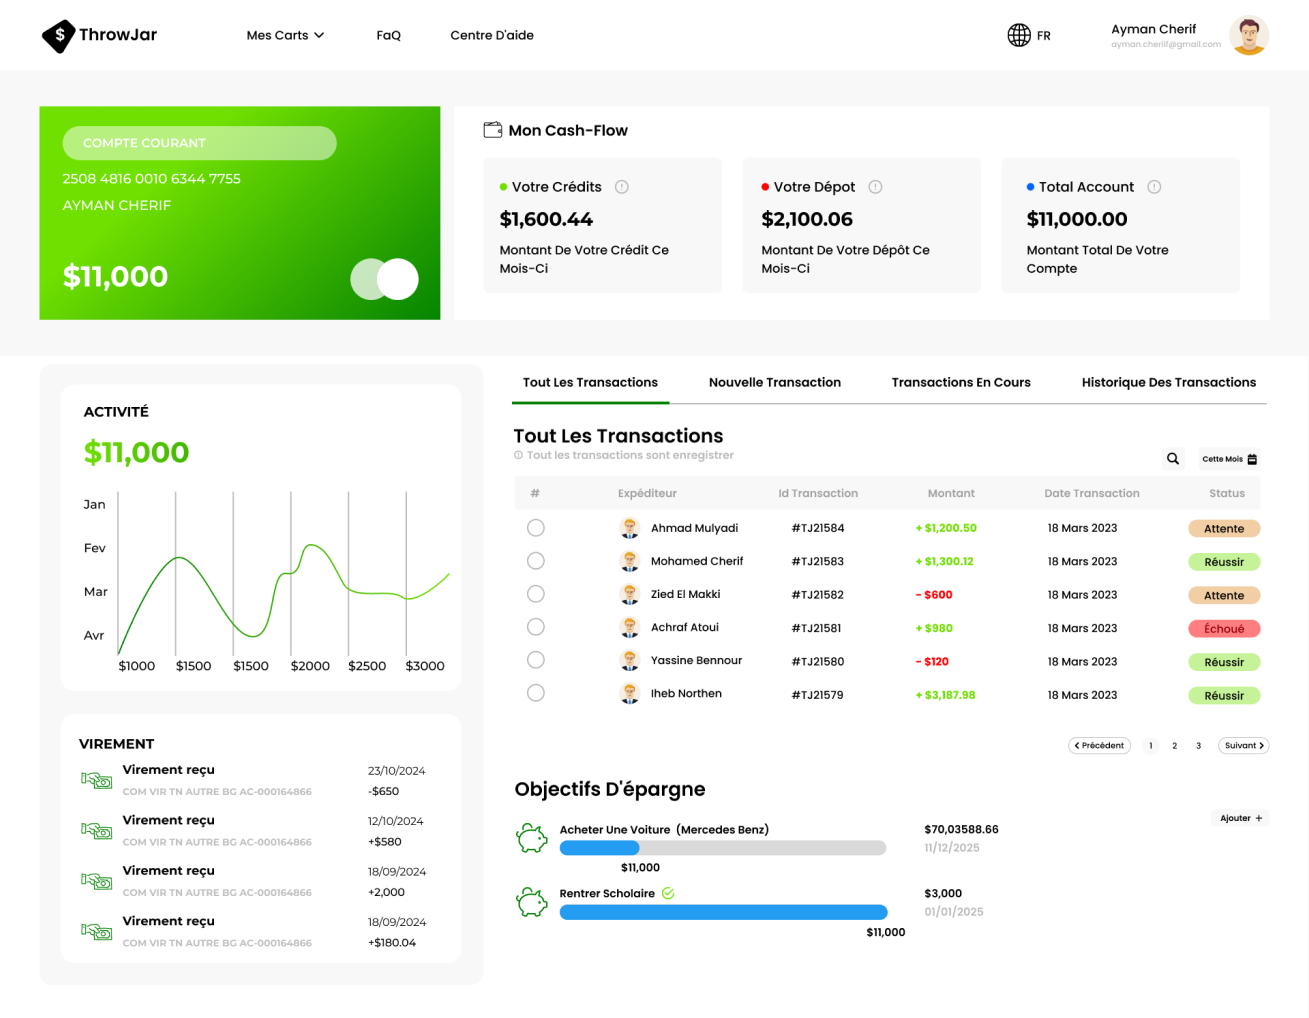 $ ThrowJar
Mes Carts
FaQ
Centre D'aide
FR
Ayman Cherif
ayman.cheriif@gmail.com
COMPTE COURANT
2508 4816 0010 6344 7755
AYMAN CHERIF
$11,000
Mon Cash-Flow
Votre Crédits
$1,600.44
Montant De Votre Crédit Ce
Mois-Ci
Votre Dépot
$2,100.06
Montant De Votre Dépôt Ce
Mois-Ci
Total Account
$11,000.00
Montant Total De Votre
Compte
ACTIVITÉ
$11,000
Jan
Fev
Mar
Avr
$1000 $1500 $1500 $2000 $2500 $3000
VIREMENT
Virement reçu 23/10/2024
COM VIR TN AUTRE BG AC-000164866 -$650
Virement reçu 12/10/2024
COM VIR TN AUTRE BG AC-000164866 +$580
Virement reçu 18/09/2024
COM VIR TN AUTRE BG AC-000164866 +2,000
Virement reçu 18/09/2024
COM VIR TN AUTRE BG AC-000164866 +$180.04
Tout Les Transactions
Nouvelle Transaction
Transactions En Cours
Historique Des Transactions
Tout Les Transactions
Tout les transactions sont enregistrer
Cette Mois
# Expéditeur Id Transaction Montant Date Transaction Status
Ahmad Mulyadi #TJ21584 + $1,200.50 18 Mars 2023 Attente
Mohamed Cherif #TJ21583 + $1,300.12 18 Mars 2023 Réussir
Zied El Makki #TJ21582 - $600 18 Mars 2023 Attente
Achraf Atoui #TJ21581 + $980 18 Mars 2023 Échoué
Yassine Bennour #TJ21580 - $120 18 Mars 2023 Réussir
Iheb Northen #TJ21579 + $3,187.98 18 Mars 2023 Réussir
Précédent 1 2 3 Suivant
Objectifs D'épargne
Ajouter +
Acheter Une Voiture (Mercedes Benz) $70,03588.66
11/12/2025
$11,000
Rentrer Scholaire $3,000
01/01/2025
$11,000